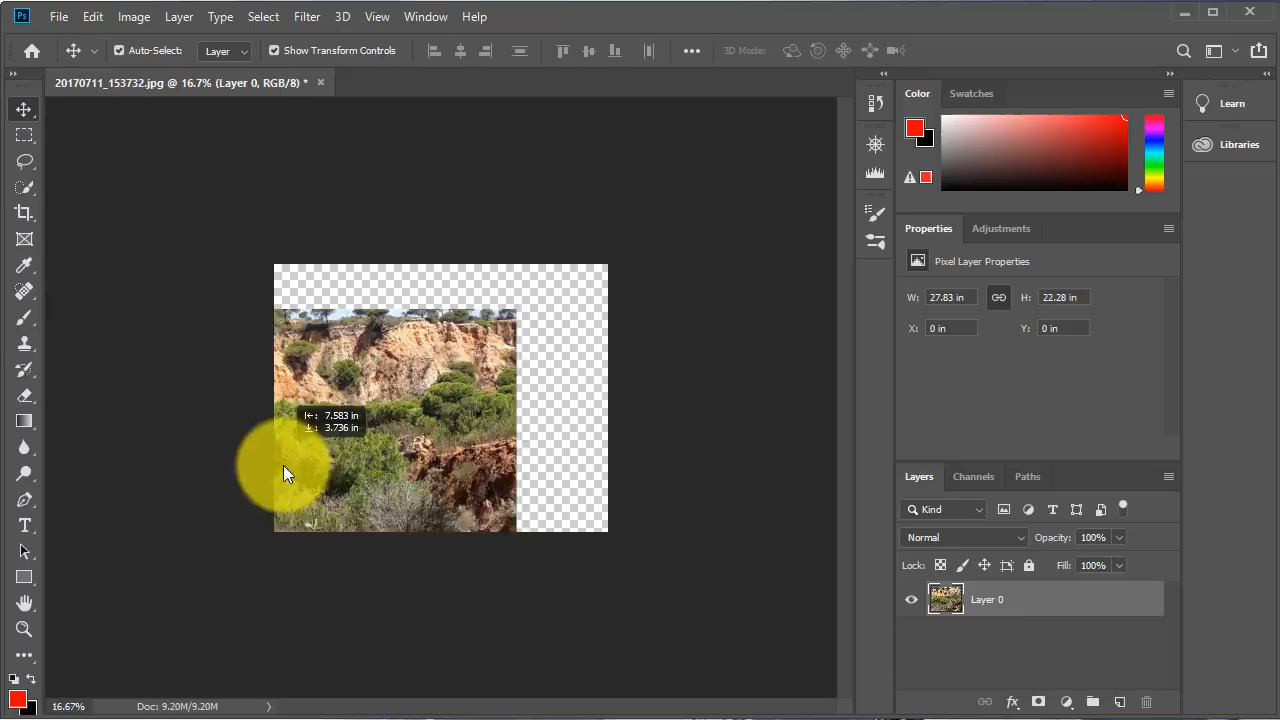 Ps File Edit Image Layer Type Select Filter 3D View Window Help
Auto-Select: Layer Show Transform Controls 3D Mode:
20170711_153732.jpg @ 16.7% (Layer 0, RGB/8) *
Color Swatches
Learn
Libraries
Properties Adjustments
Pixel Layer Properties
W: 27.83 in H: 22.28 in
X: 0 in Y: 0 in
7.583 in
3.736 in
Layers Channels Paths
Kind
Normal Opacity: 100%
Lock: Fill: 100%
Layer 0
fx
16.67% Doc: 9.20M/9.20M